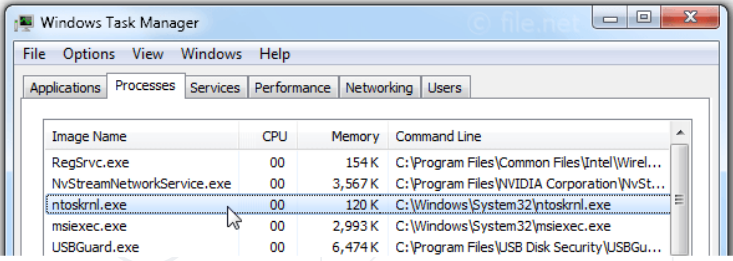 Windows Task Manager
© file.net
File Options View Windows Help
Applications Processes Services Performance Networking Users
Image Name CPU Memory Command Line
RegSrvc.exe 00 154 K C:\Program Files\Common Files\Intel\Wirel...
NvStreamNetworkService.exe 00 3,567 K C:\Program Files\NVIDIA Corporation\NvSt...
ntoskrnl.exe 00 120 K C:\Windows\System32\ntoskrnl.exe
msiexec.exe 00 2,993 K C:\Windows\System32\msiexec.exe
USBGuard.exe 00 6,474 K C:\Program Files\USB Disk Security\USBGu...